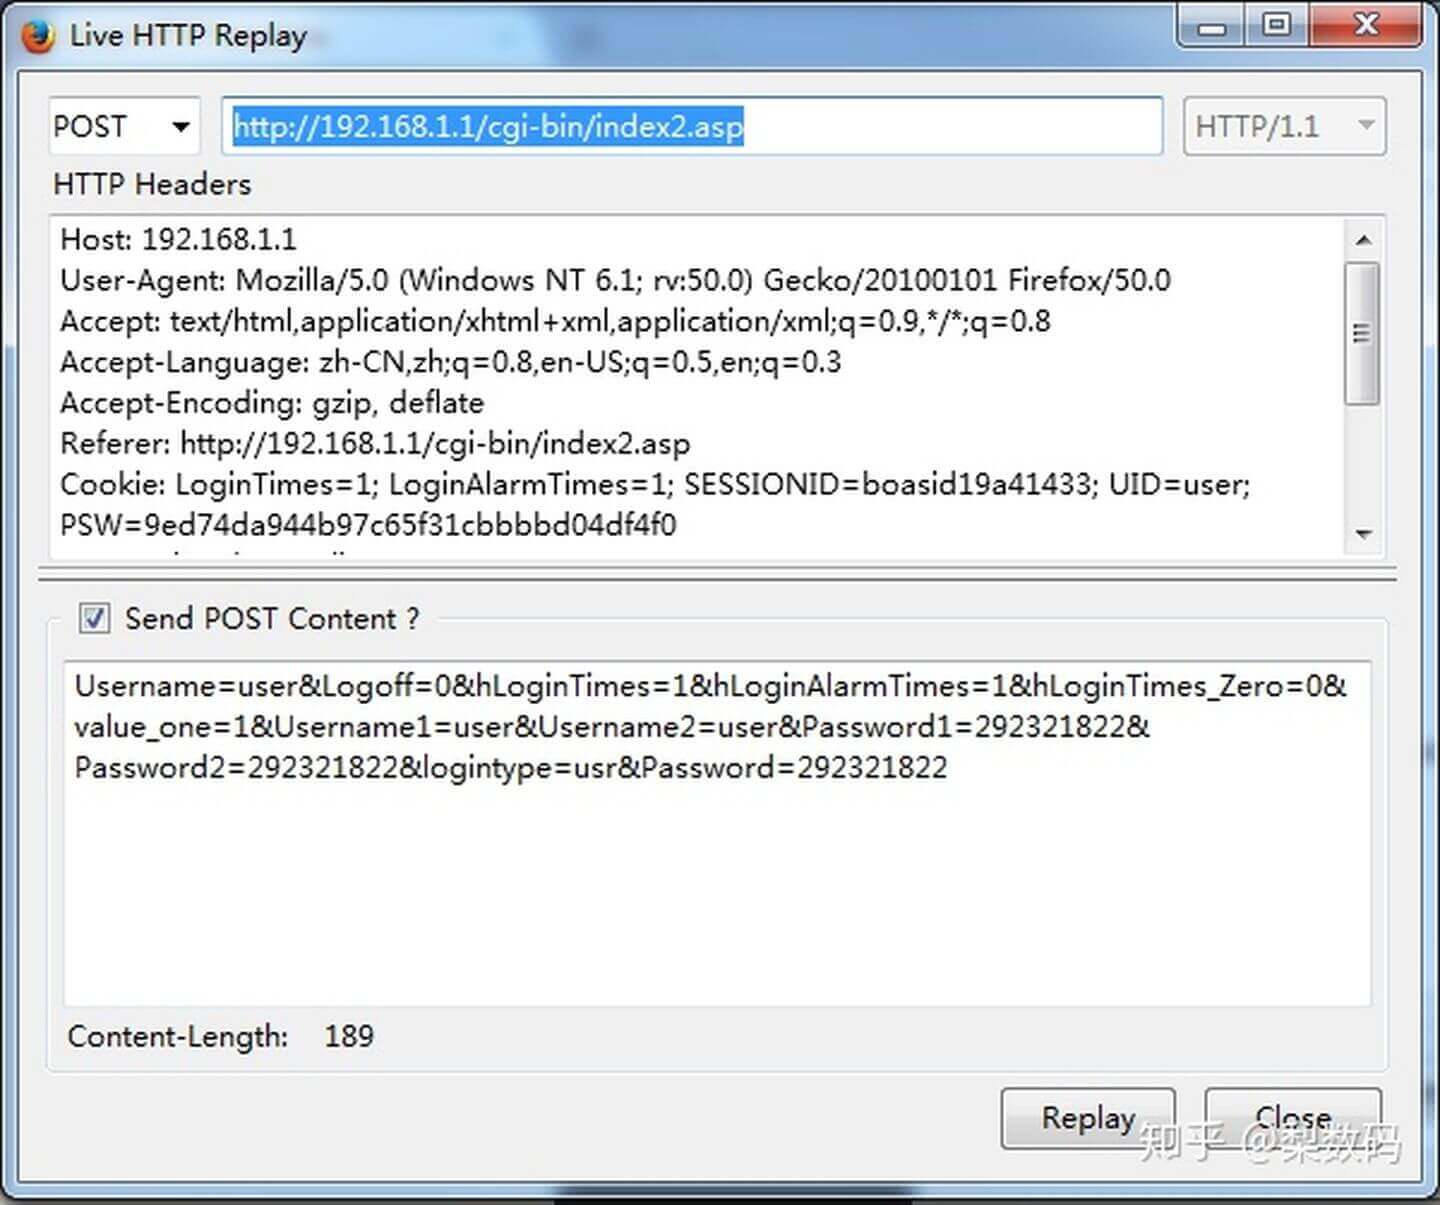 Live HTTP Replay
POST http://192.168.1.1/cgi-bin/index2.asp HTTP/1.1
HTTP Headers
Host: 192.168.1.1
User-Agent: Mozilla/5.0 (Windows NT 6.1; rv:50.0) Gecko/20100101 Firefox/50.0
Accept: text/html,application/xhtml+xml,application/xml;q=0.9,*/*;q=0.8
Accept-Language: zh-CN,zh;q=0.8,en-US;q=0.5,en;q=0.3
Accept-Encoding: gzip, deflate
Referer: http://192.168.1.1/cgi-bin/index2.asp
Cookie: LoginTimes=1; LoginAlarmTimes=1; SESSIONID=boasid19a41433; UID=user;
PSW=9ed74da944b97c65f31cbbbbd04df4f0
Send POST Content ?
Username=user&Logoff=0&hLoginTimes=1&hLoginAlarmTimes=1&hLoginTimes_Zero=0&
value_one=1&Username1=user&Username2=user&Password1=292321822&
Password2=292321822&logintype=usr&Password=292321822
Content-Length: 189
Replay Close
知乎 @梨数码